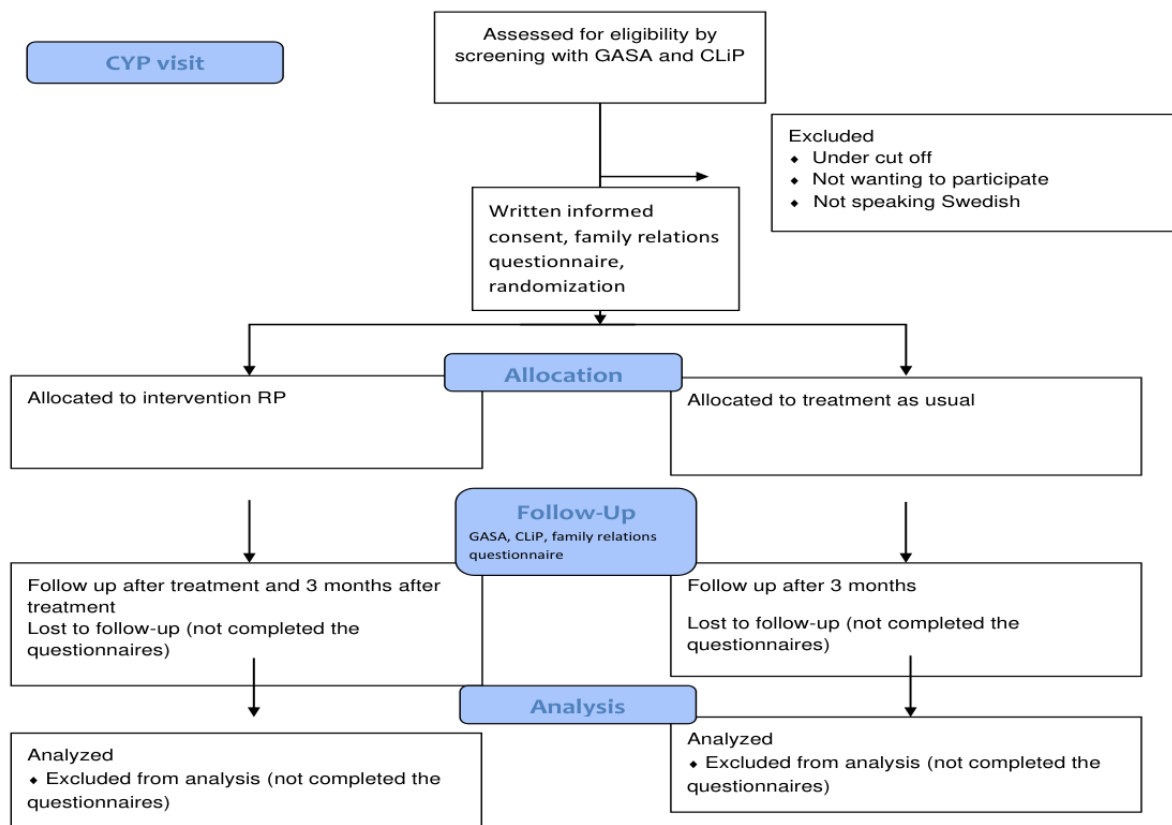 Assessed for eligibility by
screening with GASA and CLiP
CYP visit
Excluded
⬥ Under cut off
⬥ Not wanting to participate
⬥ Not speaking Swedish
Written informed
consent, family relations
questionnaire,
randomization
Allocation
Allocated to intervention RP
Allocated to treatment as usual
Follow-Up
GASA, CLiP, family relations
questionnaire
Follow up after treatment and 3 months after
treatment
Lost to follow-up (not completed the
questionnaires)
Follow up after 3 months
Lost to follow-up (not completed the
questionnaires)
Analysis
Analyzed
⬥ Excluded from analysis (not completed the
questionnaires)
Analyzed
⬥ Excluded from analysis (not completed the
questionnaires)